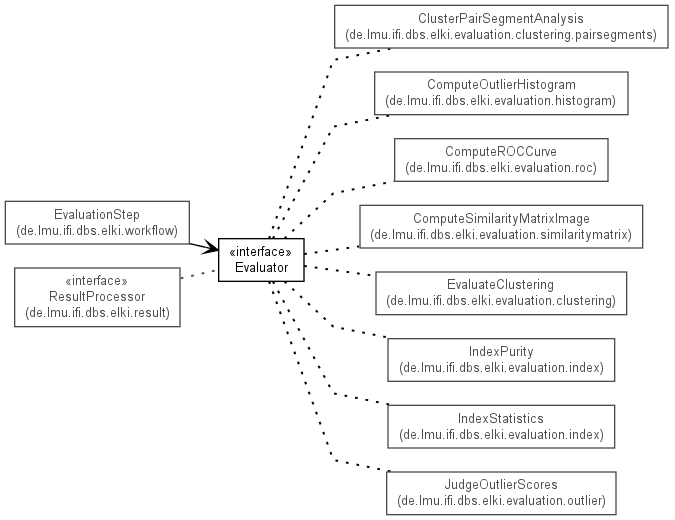 ClusterPairSegmentAnalysis
(de.lmu.ifi.dbs.elki.evaluation.clustering.pairsegments)
ComputeOutlierHistogram
(de.lmu.ifi.dbs.elki.evaluation.histogram)
ComputeROCCurve
(de.lmu.ifi.dbs.elki.evaluation.roc)
EvaluationStep
(de.lmu.ifi.dbs.elki.workflow)
ComputeSimilarityMatrixImage
(de.lmu.ifi.dbs.elki.evaluation.similaritymatrix)
«interface»
Evaluator
«interface»
ResultProcessor
(de.lmu.ifi.dbs.elki.result)
EvaluateClustering
(de.lmu.ifi.dbs.elki.evaluation.clustering)
IndexPurity
(de.lmu.ifi.dbs.elki.evaluation.index)
IndexStatistics
(de.lmu.ifi.dbs.elki.evaluation.index)
JudgeOutlierScores
(de.lmu.ifi.dbs.elki.evaluation.outlier)